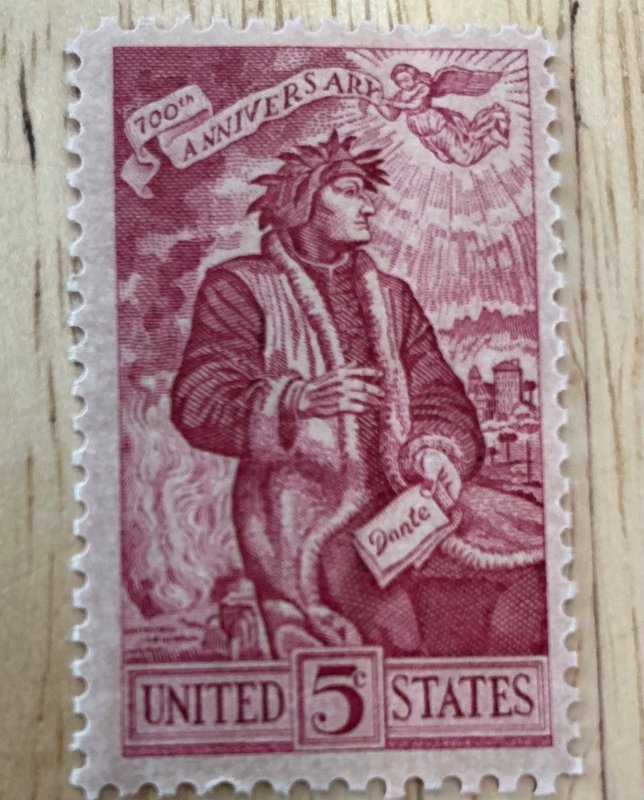 700th
ANNIVERSARY
Dante
UNITED 5c STATES